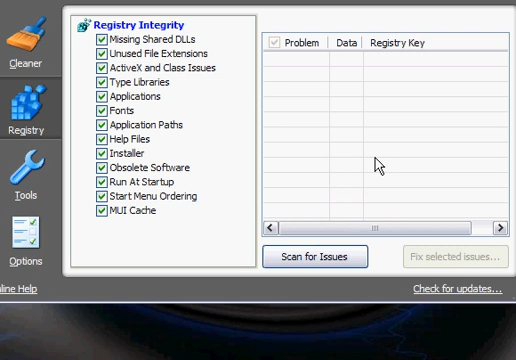 Cleaner
Registry
Tools
Options
Registry Integrity
Missing Shared DLLs
Unused File Extensions
ActiveX and Class Issues
Type Libraries
Applications
Fonts
Application Paths
Help Files
Installer
Obsolete Software
Run At Startup
Start Menu Ordering
MUI Cache
Problem Data Registry Key
Scan for Issues Fix selected issues...
line Help Check for updates...